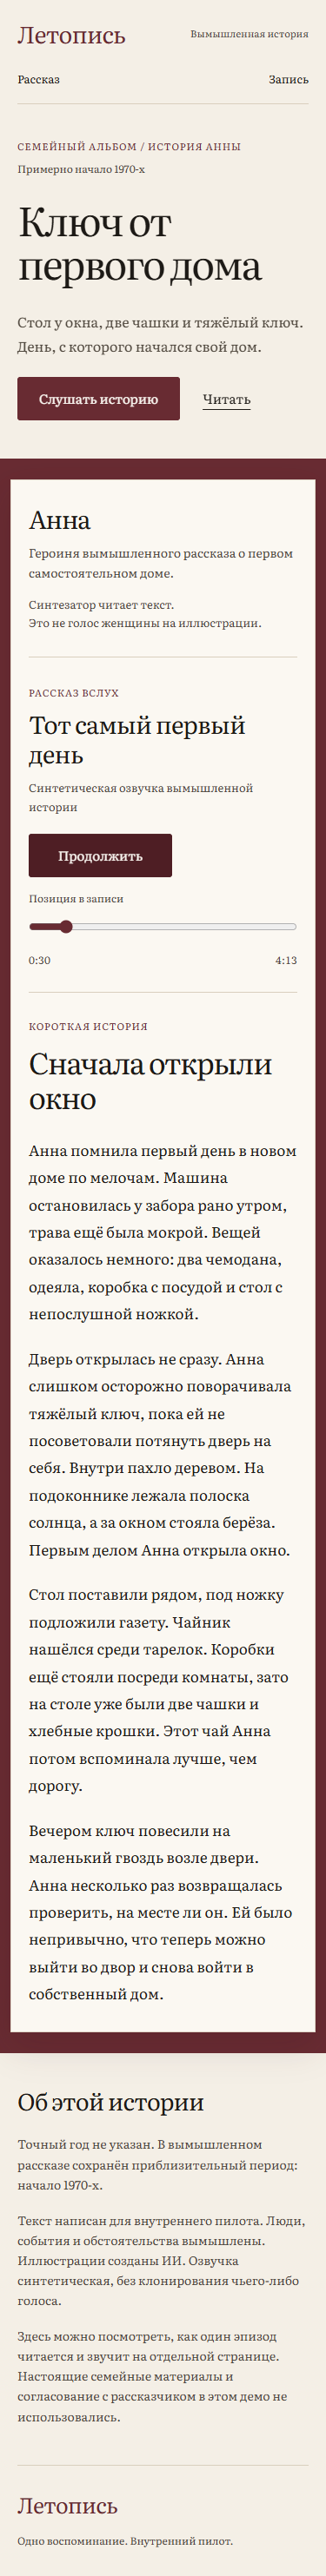 Летопись
Вымышленная история
Рассказ
Запись
СЕМЕЙНЫЙ АЛЬБОМ / ИСТОРИЯ АННЫ
Примерно начало 1970-х
Ключ от
первого дома
Стол у окна, две чашки и тяжёлый ключ.
День, с которого начался свой дом.
Слушать историю
Читать
Анна
Героиня вымышленного рассказа о первом
самостоятельном доме.
Синтезатор читает текст.
Это не голос женщины на иллюстрации.
РАССКАЗ ВСЛУХ
Тот самый первый
день
Синтетическая озвучка вымышленной
истории
Продолжить
Позиция в записи
0:30
4:13
КОРОТКАЯ ИСТОРИЯ
Сначала открыли
окно
Анна помнила первый день в новом
доме по мелочам. Машина
остановилась у забора рано утром,
трава ещё была мокрой. Вещей
оказалось немного: два чемодана,
одеяла, коробка с посудой и стол с
непослушной ножкой.
Дверь открылась не сразу. Анна
слишком осторожно поворачивала
тяжёлый ключ, пока ей не
посоветовали потянуть дверь на
себя. Внутри пахло деревом. На
подоконнике лежала полоска
солнца, а за окном стояла берёза.
Первым делом Анна открыла окно.
Стол поставили рядом, под ножку
подложили газету. Чайник
нашёлся среди тарелок. Коробки
ещё стояли посреди комнаты, зато
на столе уже были две чашки и
хлебные крошки. Этот чай Анна
потом вспоминала лучше, чем
дорогу.
Вечером ключ повесили на
маленький гвоздь возле двери.
Анна несколько раз возвращалась
проверить, на месте ли он. Ей было
непривычно, что теперь можно
выйти во двор и снова войти в
собственный дом.
Об этой истории
Точный год не указан. В вымышленном
рассказе сохранён приблизительный период:
начало 1970-х.
Текст написан для внутреннего пилота. Люди,
события и обстоятельства вымышлены.
Иллюстрации созданы ИИ. Озвучка
синтетическая, без клонирования чьего-либо
голоса.
Здесь можно посмотреть, как один эпизод
читается и звучит на отдельной странице.
Настоящие семейные материалы и
согласование с рассказчиком в этом демо не
использовались.
Летопись
Одно воспоминание. Внутренний пилот.